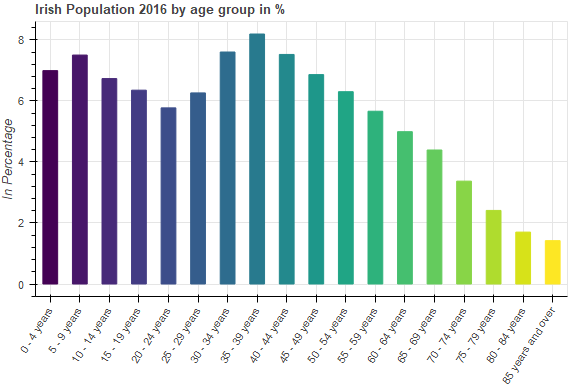 Irish Population 2016 by age group in %
In Percentage
8
6
4
2
0
0 - 4 years
5 - 9 years
10 - 14 years
15 - 19 years
20 - 24 years
25 - 29 years
30 - 34 years
35 - 39 years
40 - 44 years
45 - 49 years
50 - 54 years
55 - 59 years
60 - 64 years
65 - 69 years
70 - 74 years
75 - 79 years
80 - 84 years
85 years and over